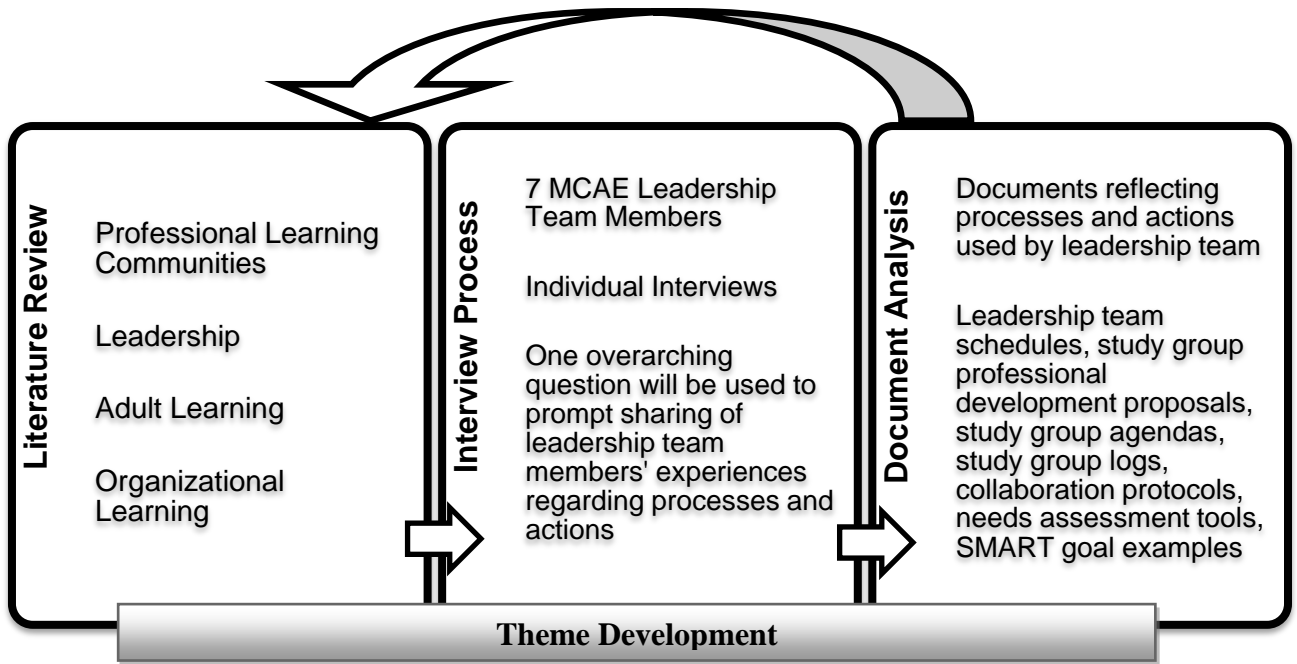 Literature Review
Professional Learning
Communities
Leadership
Adult Learning
Organizational
Learning
Interview Process
7 MCAE Leadership
Team Members
Individual Interviews
One overarching
question will be used to
prompt sharing of
leadership team
members' experiences
regarding processes and
actions
Document Analysis
Documents reflecting
processes and actions
used by leadership team
Leadership team
schedules, study group
professional
development proposals,
study group agendas,
study group logs,
collaboration protocols,
needs assessment tools,
SMART goal examples
Theme Development